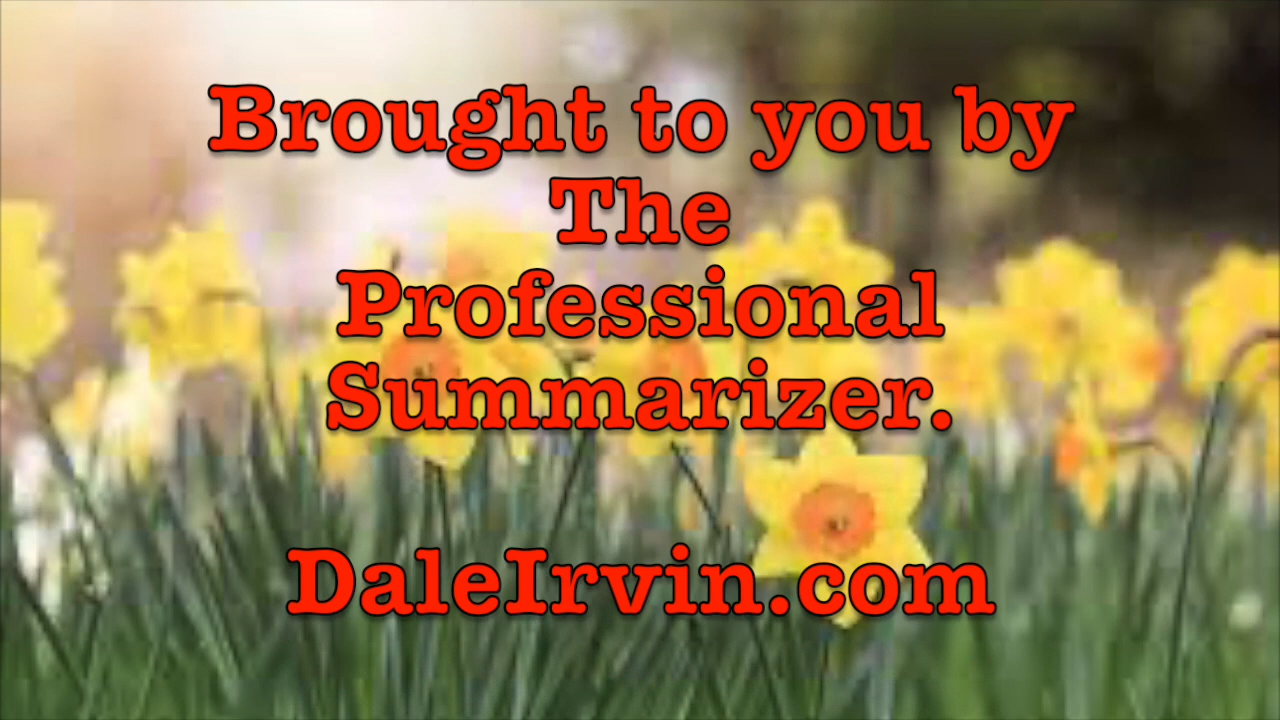 Brought to you by
The
Professional
Summarizer.
DaleIrvin.com